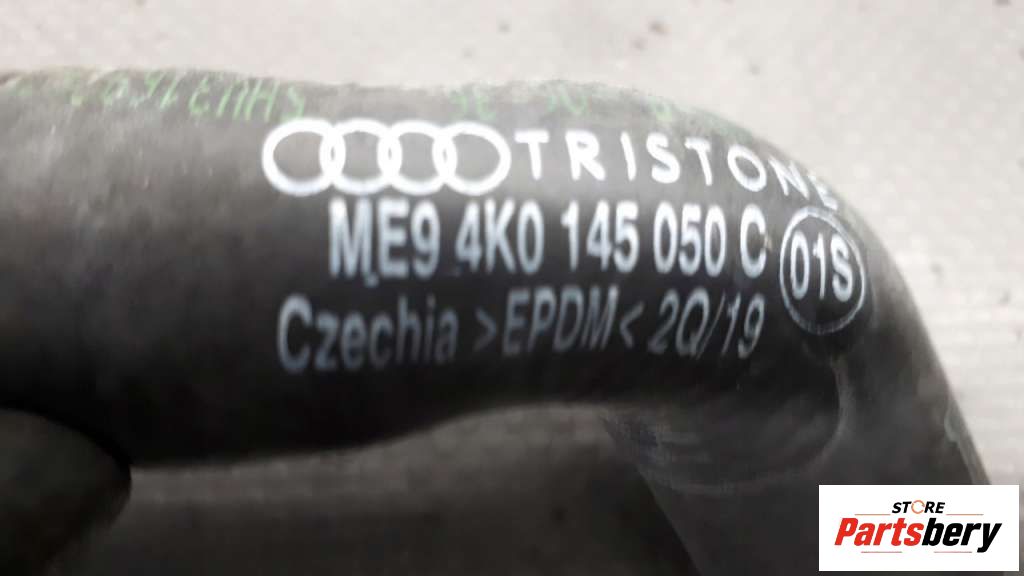 TRISTONE
ME9 4K0 145 050 C 01S
Czechia >EPDM< 2Q/19
STORE
Partsbery